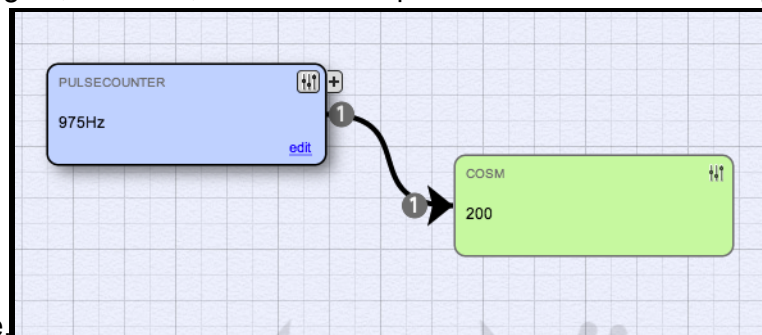 PULSECOUNTER
975Hz
edit
1
1
COSM
200